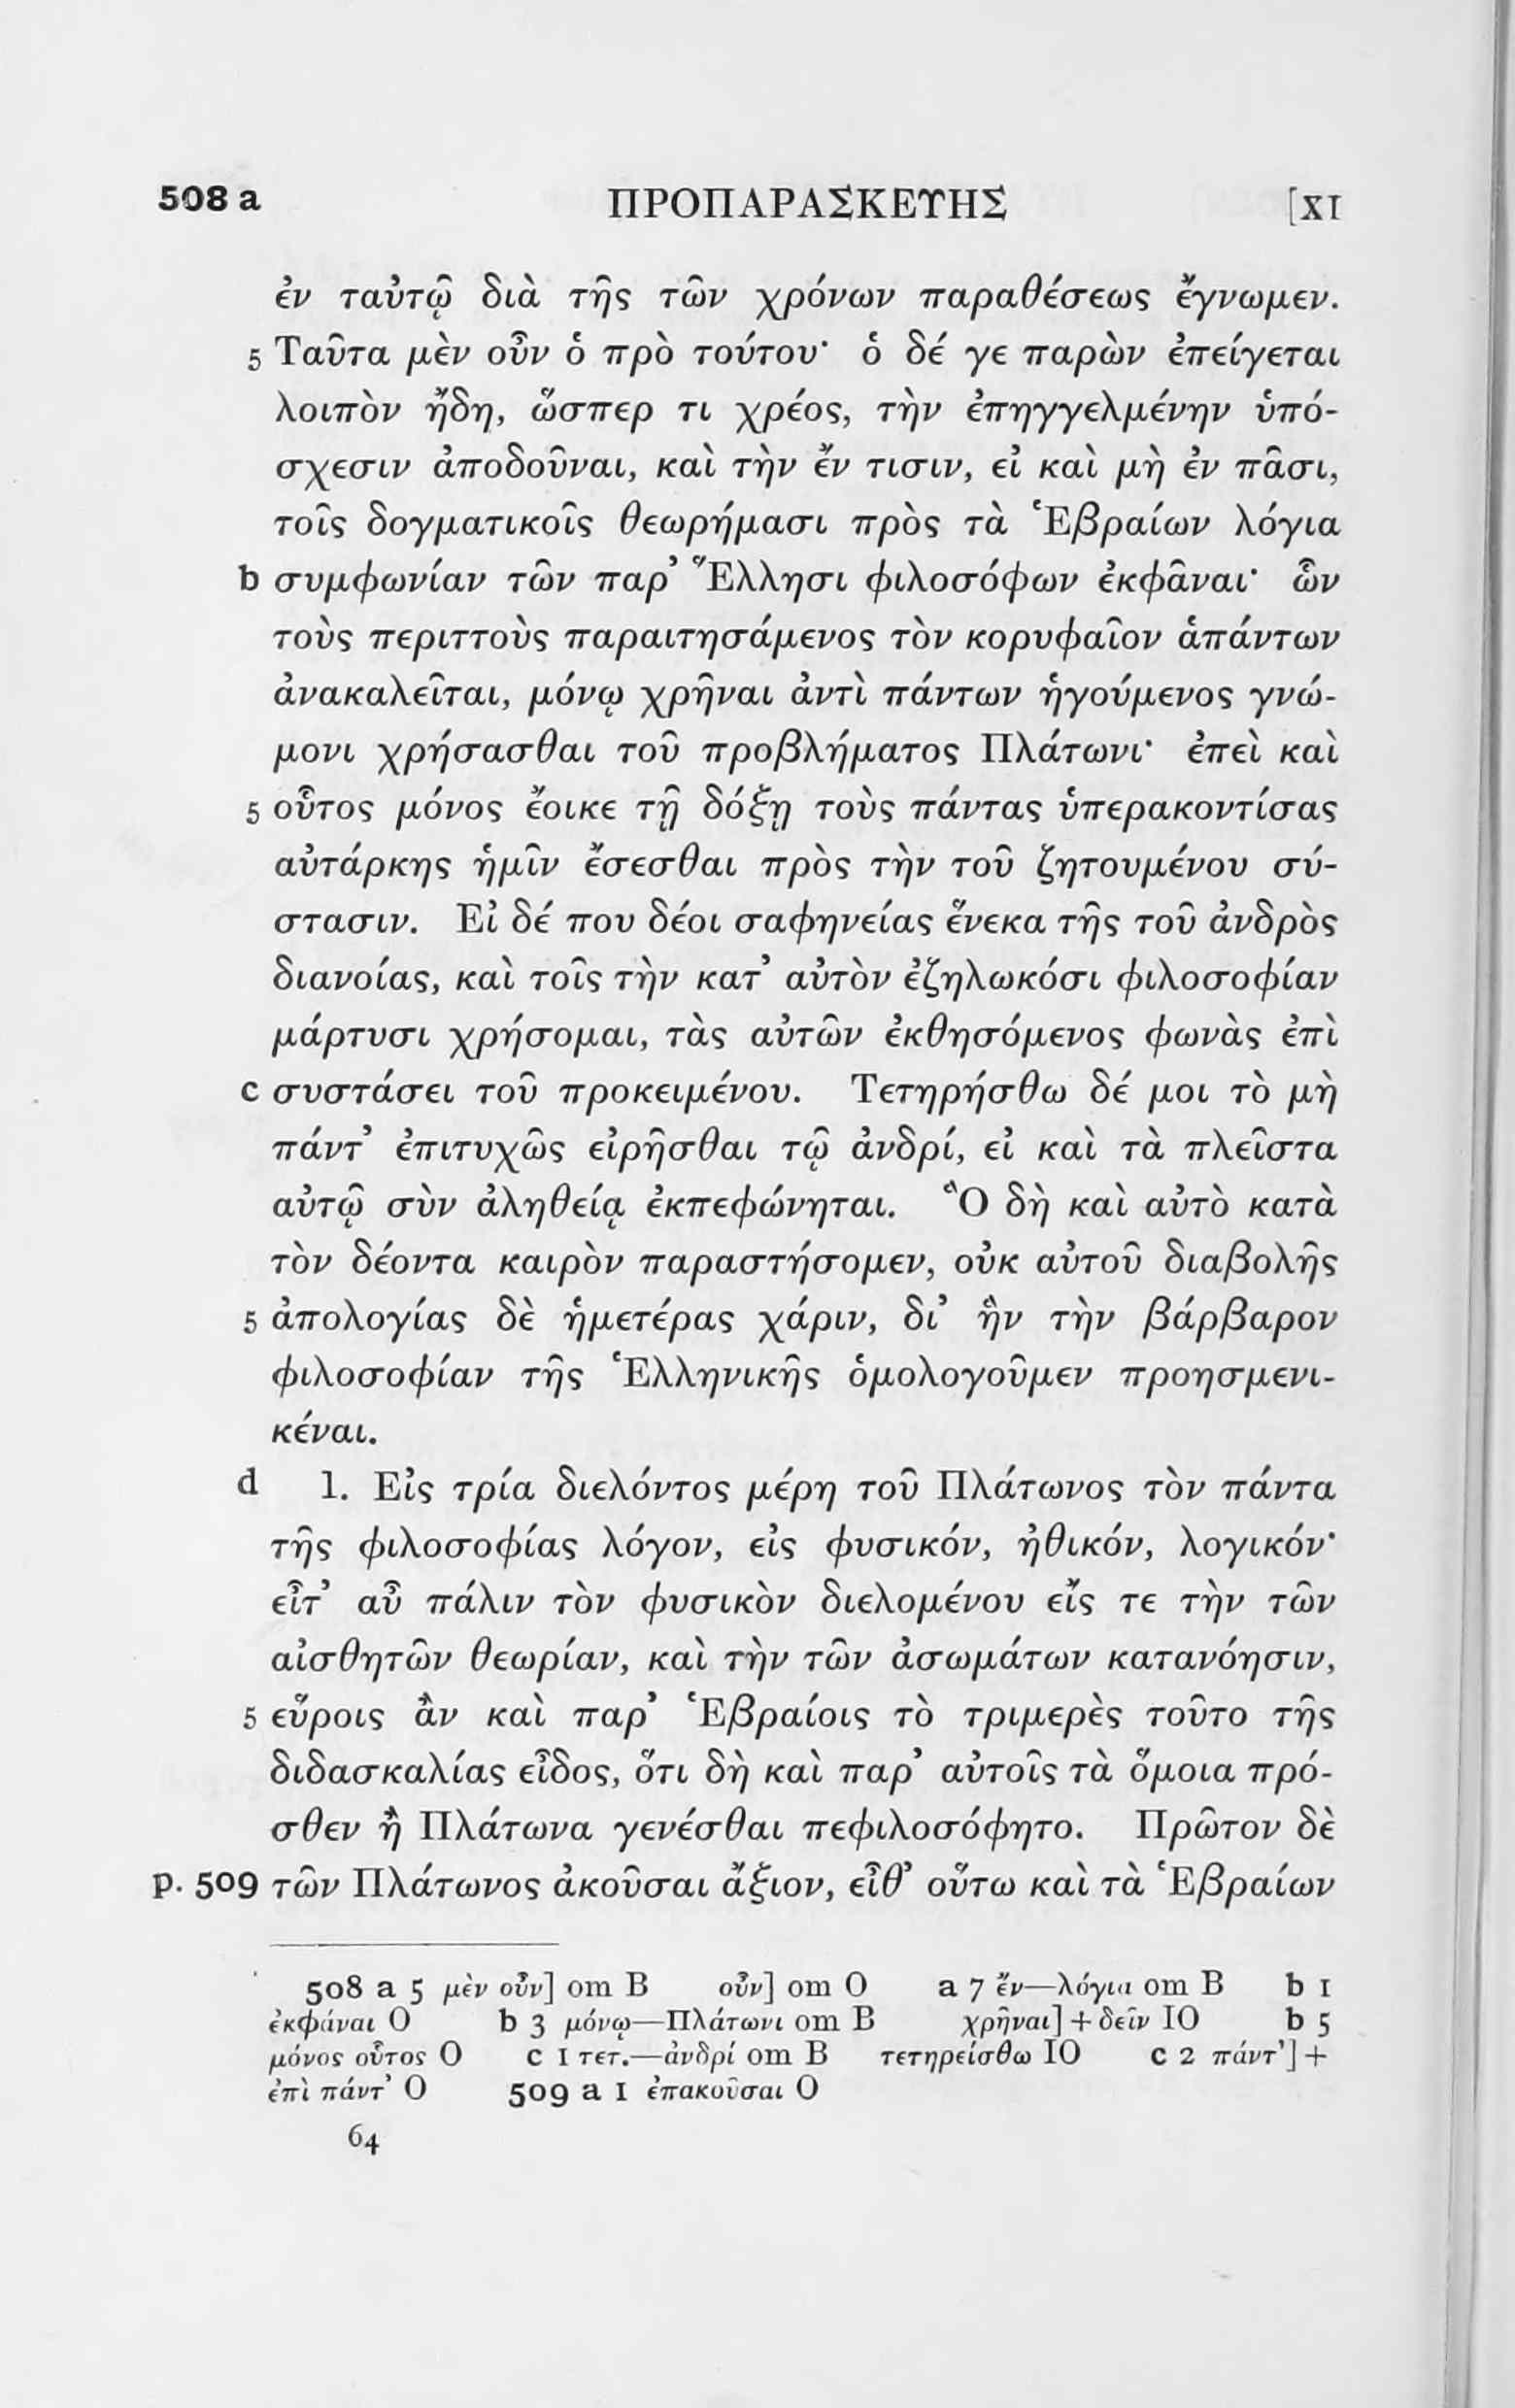 508 a ΠΡΟΠΑΡΑΣΚΕΥΗΣ [XI
ἐν ταὐτῷ διὰ τῆς τῶν χρόνων παραθέσεως ἔγνωμεν.
5 Ταῦτα μὲν οὖν ὁ πρὸ τούτου· ὁ δέ γε παρὼν ἐπείγεται
λοιπὸν ἤδη, ὥσπερ τι χρέος, τὴν ἐπηγγελμένην ὑπό-
σχεσιν ἀποδοῦναι, καὶ τὴν ἔν τισιν, εἰ καὶ μὴ ἐν πᾶσι,
τοῖς δογματικοῖς θεωρήμασι πρὸς τὰ Ἑβραίων λόγια
b συμφωνίαν τῶν παρ’ Ἕλλησι φιλοσόφων ἐκφᾶναι· ὧν
τοὺς περιττοὺς παραιτησάμενος τὸν κορυφαῖον ἁπάντων
ἀνακαλεῖται, μόνῳ χρῆναι ἀντὶ πάντων ἡγούμενος γνώ-
μονι χρήσασθαι τοῦ προβλήματος Πλάτωνι· ἐπεὶ καὶ
5 οὗτος μόνος ἔοικε τῇ δόξῃ τοὺς πάντας ὑπερακοντίσας
αὐτάρκης ἡμῖν ἔσεσθαι πρὸς τὴν τοῦ ζητουμένου σύ-
στασιν. Εἰ δέ που δέοι σαφηνείας ἕνεκα τῆς τοῦ ἀνδρὸς
διανοίας, καὶ τοῖς τὴν κατ’ αὐτὸν ἐζηλωκόσι φιλοσοφίαν
μάρτυσι χρήσομαι, τὰς αὐτῶν ἐκθησόμενος φωνὰς ἐπὶ
c συστάσει τοῦ προκειμένου. Τετηρήσθω δέ μοι τὸ μὴ
πάντ’ ἐπιτυχῶς εἰρῆσθαι τῷ ἀνδρί, εἰ καὶ τὰ πλεῖστα
αὐτῷ σὺν ἀληθείᾳ ἐκπεφώνηται. Ὃ δὴ καὶ αὐτὸ κατὰ
τὸν δέοντα καιρὸν παραστήσομεν, οὐκ αὐτοῦ διαβολῆς
5 ἀπολογίας δὲ ἡμετέρας χάριν, δι’ ἣν τὴν βάρβαρον
φιλοσοφίαν τῆς Ἑλληνικῆς ὁμολογοῦμεν προησμενι-
κέναι.
d 1. Εἰς τρία διελόντος μέρη τοῦ Πλάτωνος τὸν πάντα
τῆς φιλοσοφίας λόγον, εἰς φυσικόν, ἠθικόν, λογικόν·
εἶτ’ αὖ πάλιν τὸν φυσικὸν διελομένου εἴς τε τὴν τῶν
αἰσθητῶν θεωρίαν, καὶ τὴν τῶν ἀσωμάτων κατανόησιν,
5 εὕροις ἂν καὶ παρ’ Ἑβραίοις τὸ τριμερὲς τοῦτο τῆς
διδασκαλίας εἶδος, ὅτι δὴ καὶ παρ’ αὐτοῖς τὰ ὅμοια πρό-
σθεν ἢ Πλάτωνα γενέσθαι πεφιλοσόφητο. Πρῶτον δὲ
p. 509 τῶν Πλάτωνος ἀκοῦσαι ἄξιον, εἶθ’ οὕτω καὶ τὰ Ἑβραίων
508 a 5 μὲν οὖν] om B οὖν] om O a 7 ἔν—λόγια om B b 1
ἐκφάναι O b 3 μόνῳ—Πλάτωνι om B χρῆναι] + δεῖν IO b 5
μόνος οὗτος O c 1 τετ.—ἀνδρί om B τετηρείσθω IO c 2 πάντ’] +
ἐπὶ πάντ’ O 509 a 1 ἐπακοῦσαι O
64